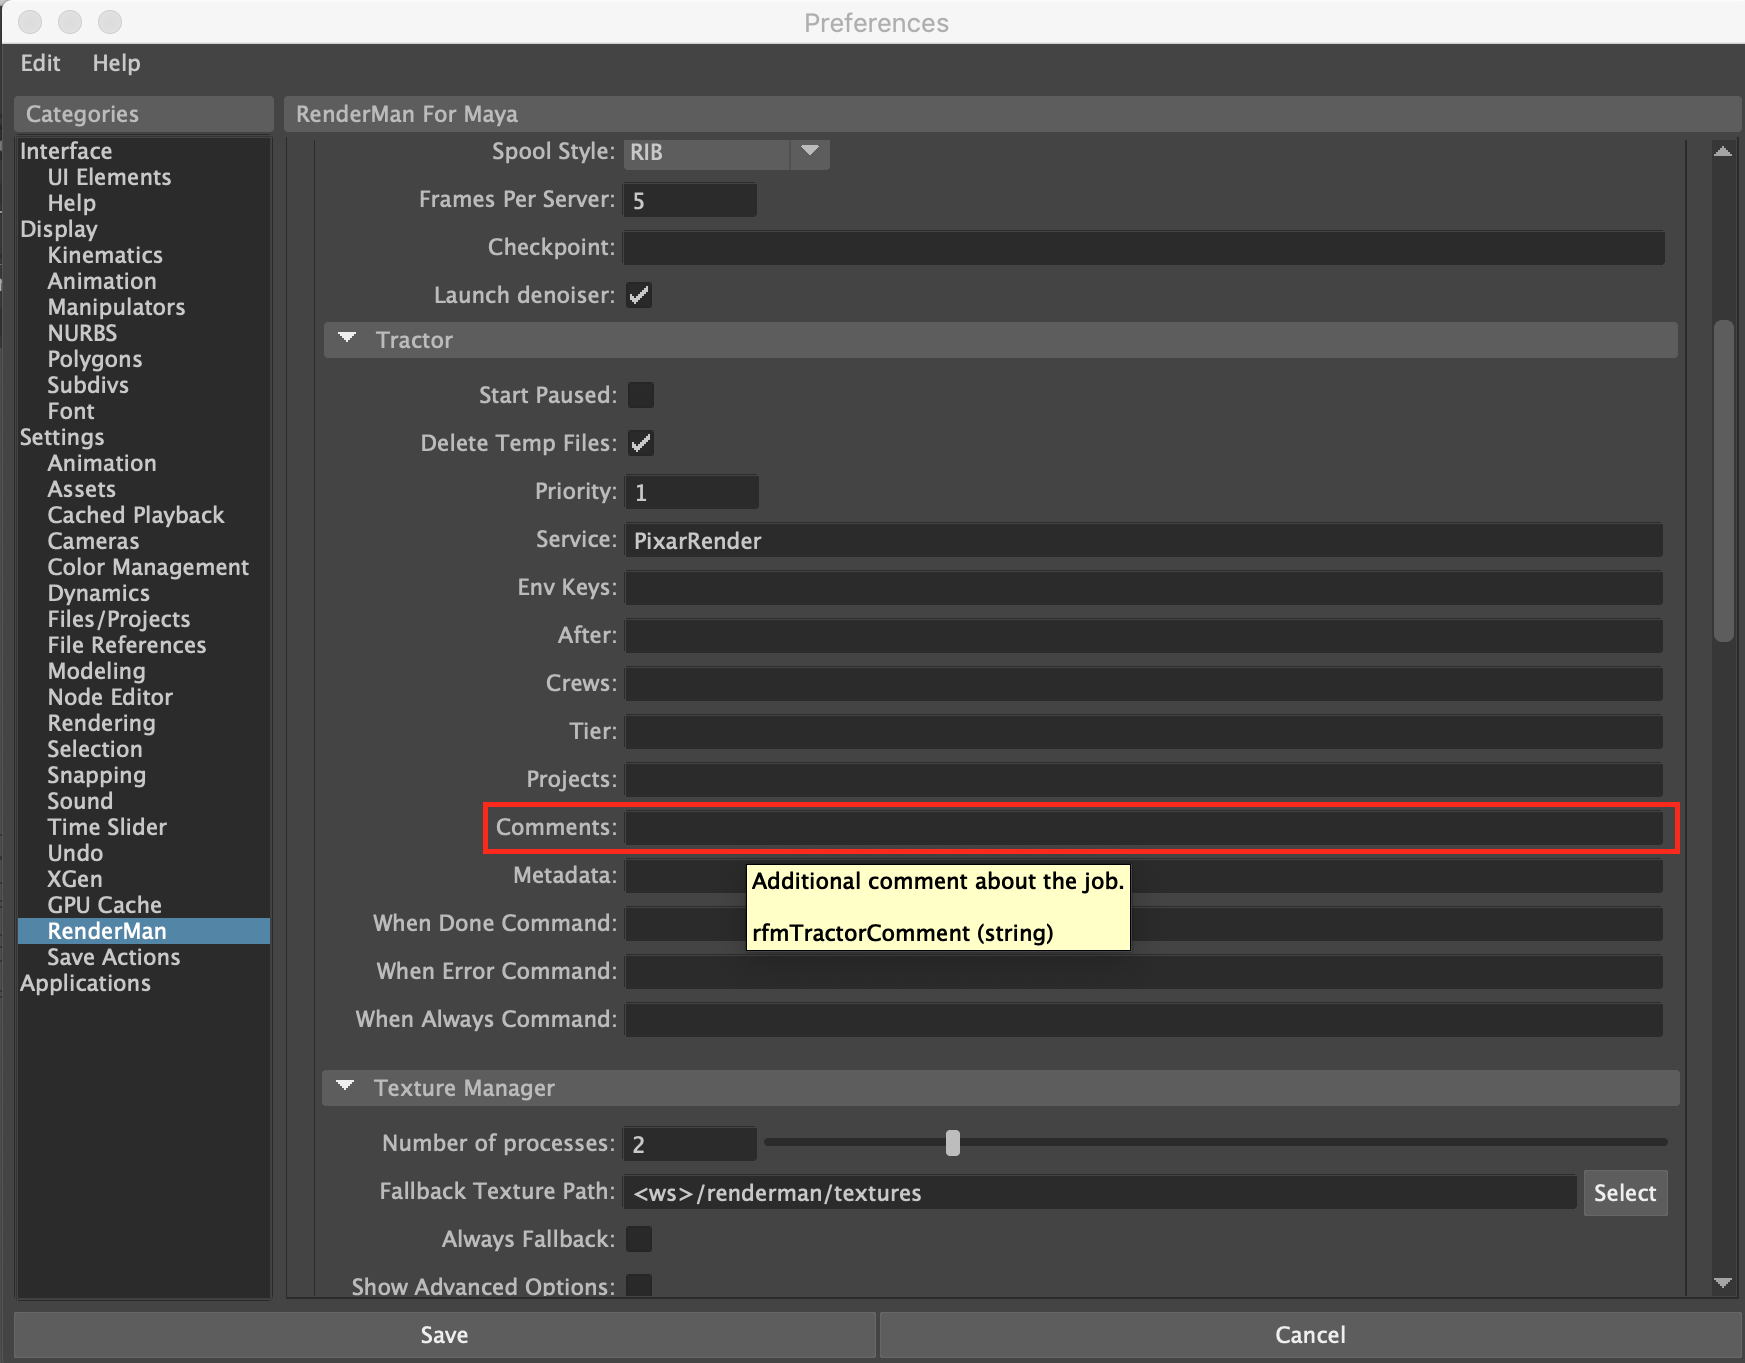 Preferences
Edit Help
Categories
Interface
UI Elements
Help
Display
Kinematics
Animation
Manipulators
NURBS
Polygons
Subdivs
Font
Settings
Animation
Assets
Cached Playback
Cameras
Color Management
Dynamics
Files/Projects
File References
Modeling
Node Editor
Rendering
Selection
Snapping
Sound
Time Slider
Undo
XGen
GPU Cache
RenderMan
Save Actions
Applications
RenderMan For Maya
Spool Style: RIB
Frames Per Server: 5
Checkpoint:
Launch denoiser:
Tractor
Start Paused:
Delete Temp Files:
Priority: 1
Service: PixarRender
Env Keys:
After:
Crews:
Tier:
Projects:
Comments:
Metadata:
Additional comment about the job.
When Done Command:
rfmTractorComment (string)
When Error Command:
When Always Command:
Texture Manager
Number of processes: 2
Fallback Texture Path: <ws>/renderman/textures Select
Always Fallback:
Show Advanced Options:
Save Cancel